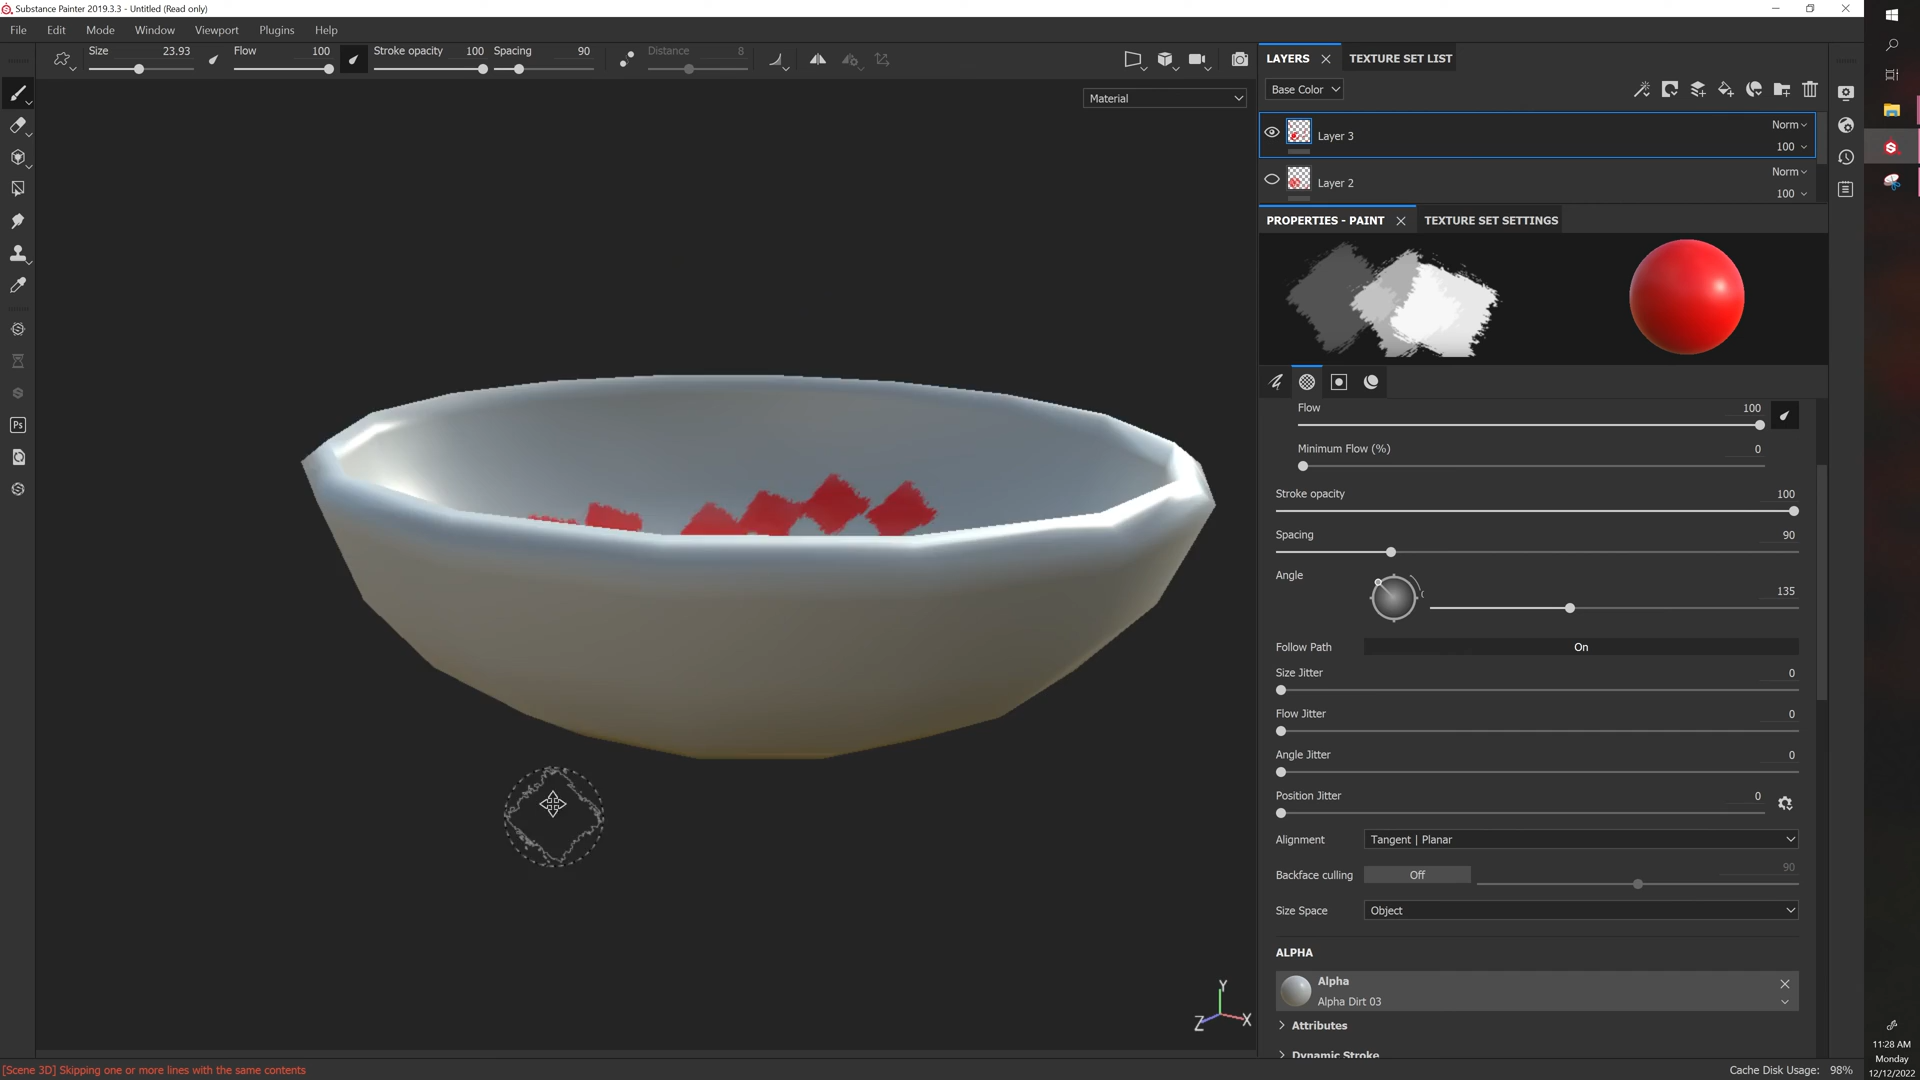 Substance Painter 2019.3.3 - Untitled (Read only)
File Edit Mode Window Viewport Plugins Help
Size 23.93 Flow 100 Stroke opacity 100 Spacing 90 Distance 8
Material
LAYERS TEXTURE SET LIST
Base Color
Layer 3 Norm
100
Layer 2 Norm
100
PROPERTIES - PAINT TEXTURE SET SETTINGS
Flow 100
Minimum Flow (%) 0
Stroke opacity 100
Spacing 90
Angle 135
Follow Path On
Size Jitter 0
Flow Jitter 0
Angle Jitter 0
Position Jitter 0
Alignment Tangent | Planar
Backface culling Off 90
Size Space Object
ALPHA
Alpha
Alpha Dirt 03
Attributes
Dynamic Stroke
Ps
Y
Z X
[Scene 3D] Skipping one or more lines with the same contents
Cache Disk Usage: 98%
11:28 AM
Monday
12/12/2022